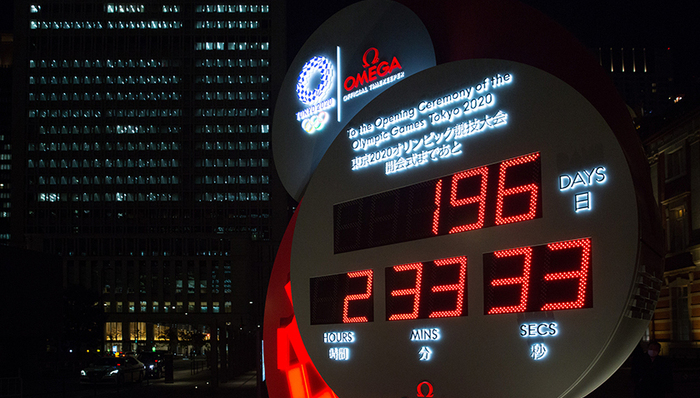 TOKYO 2020
Ω
OMEGA
OFFICIAL TIMEKEEPER
To the Opening Ceremony of the
Olympic Games Tokyo 2020
東京2020オリンピック競技大会
開会式まであと
196
DAYS
日
2
33
33
HOURS
MINS
SECS
時間
分
秒
Ω